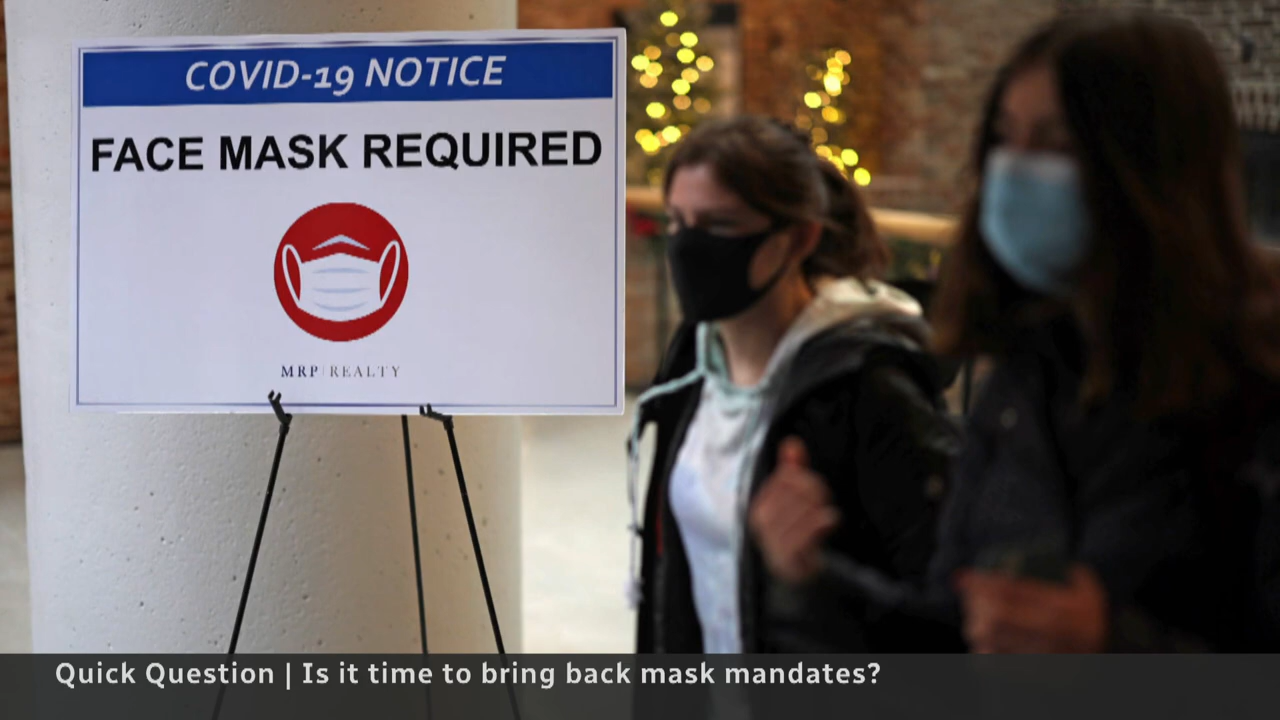 COVID-19 NOTICE
FACE MASK REQUIRED
MRP | REALTY
Quick Question | Is it time to bring back mask mandates?